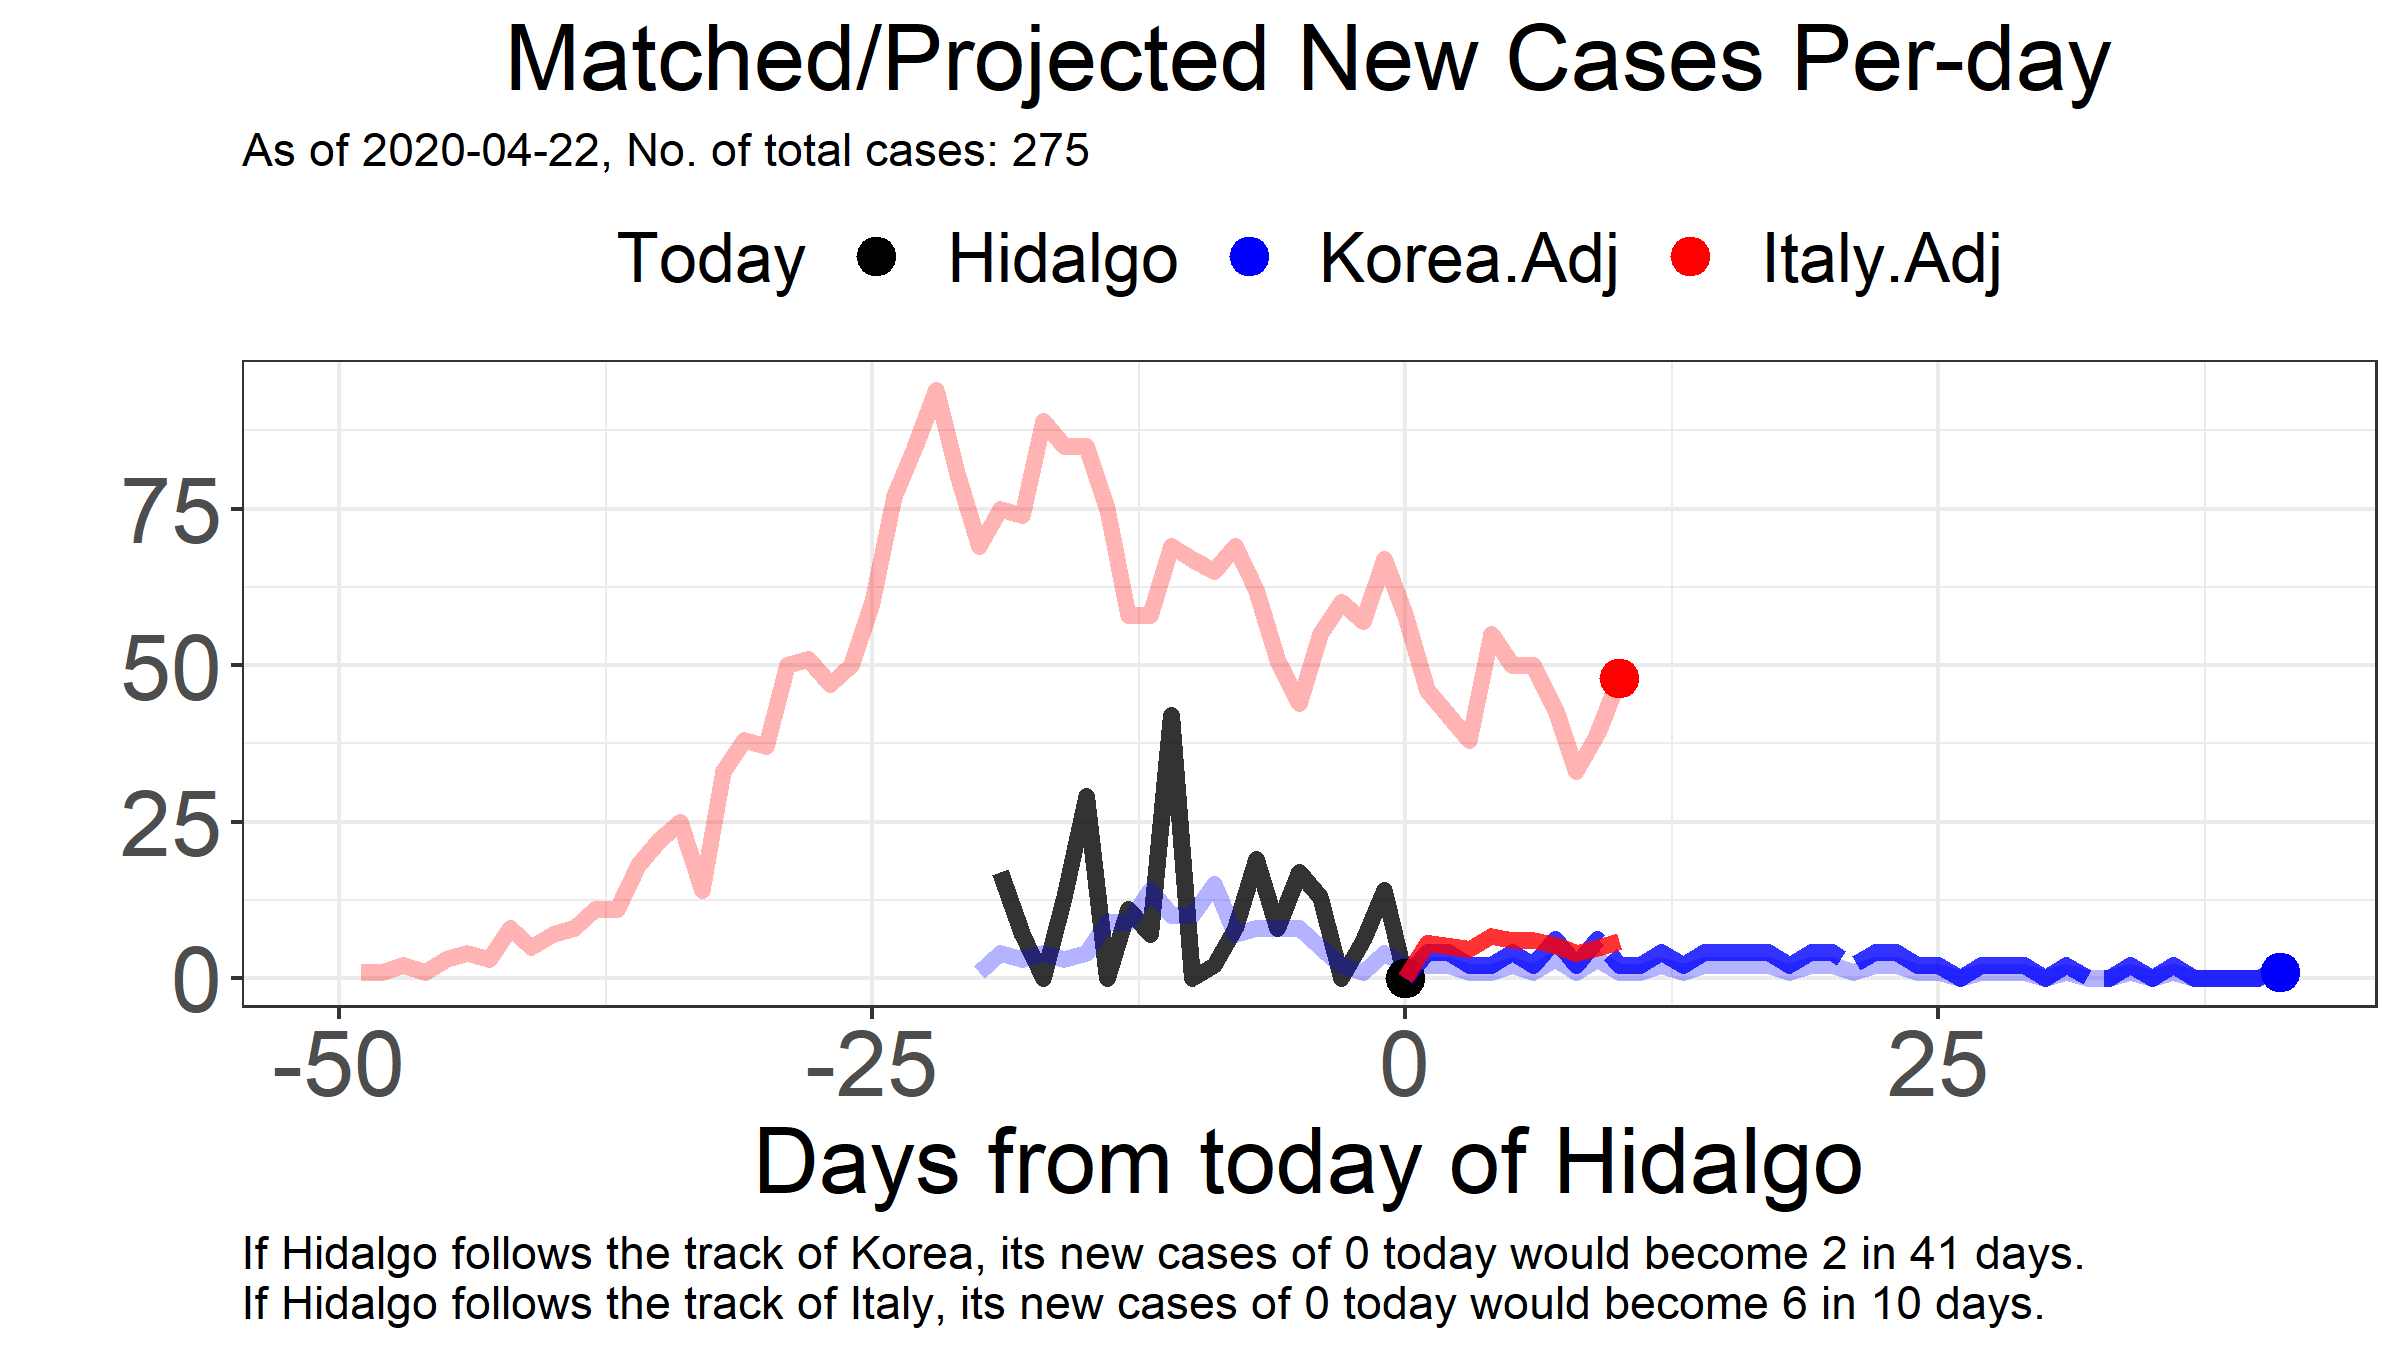 Matched/Projected New Cases Per-day
As of 2020-04-22, No. of total cases: 275
Today Hidalgo Korea.Adj Italy.Adj
75
50
25
0
-50 -25 0 25
Days from today of Hidalgo
If Hidalgo follows the track of Korea, its new cases of 0 today would become 2 in 41 days.
If Hidalgo follows the track of Italy, its new cases of 0 today would become 6 in 10 days.